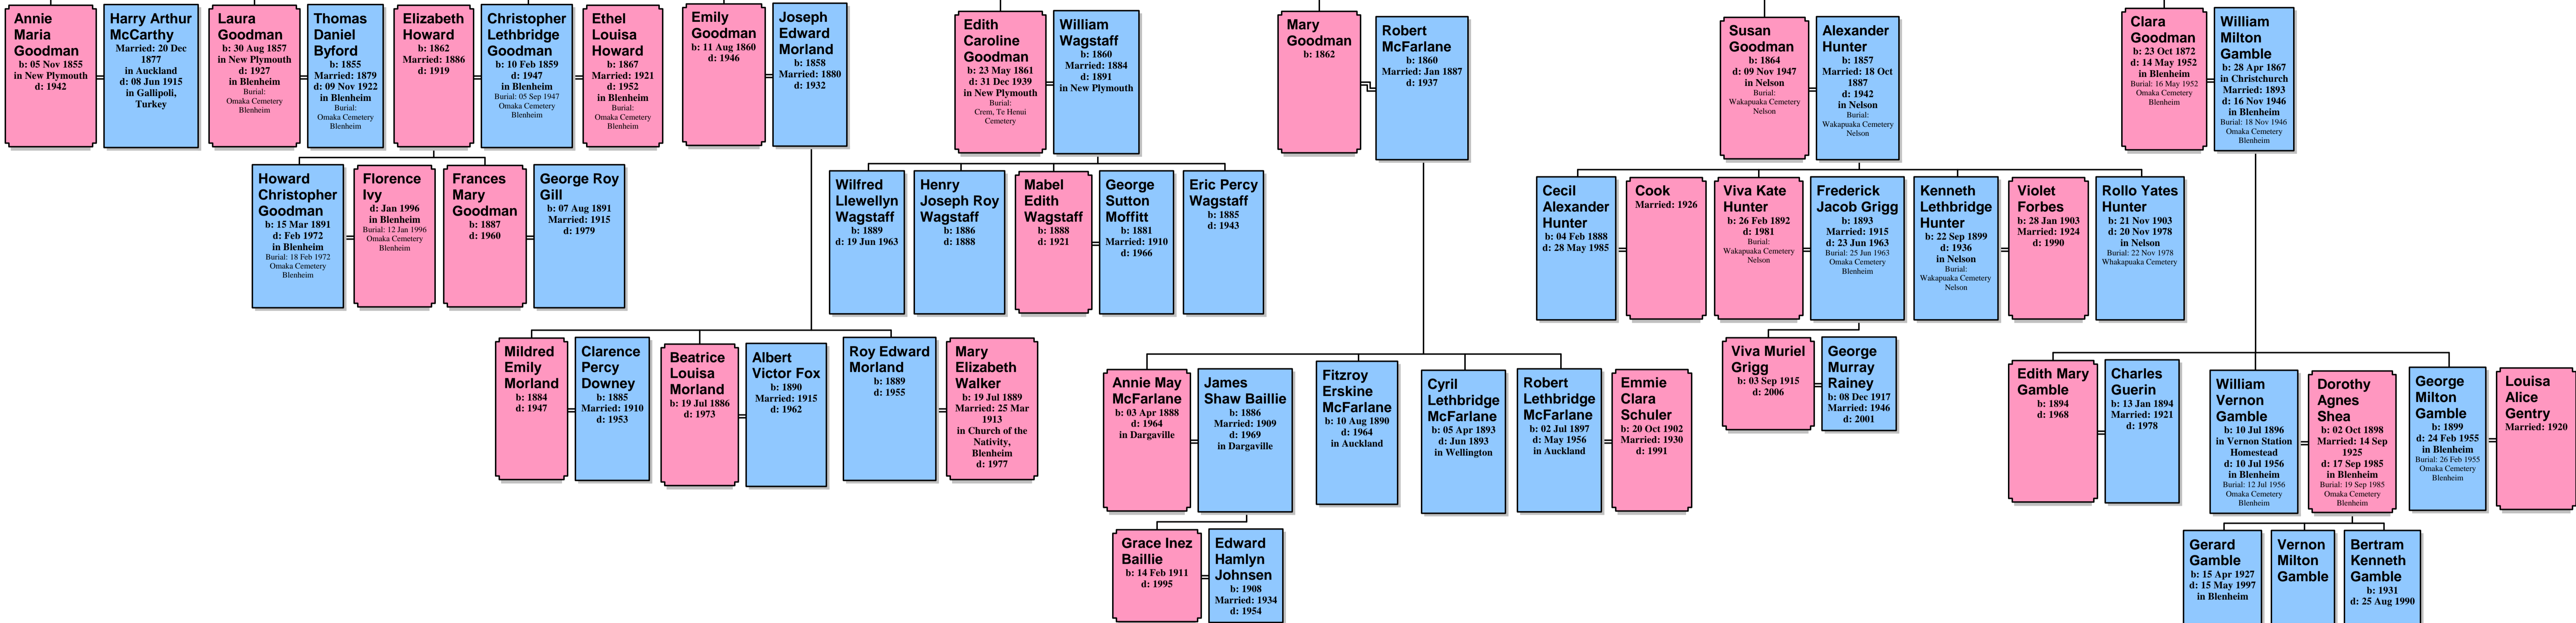 Annie
Maria
Goodman
b: 05 Nov 1855
in New Plymouth
d: 1942
Harry Arthur
McCarthy
Married: 20 Dec
1877
in Auckland
d: 08 Jun 1915
in Gallipoli,
Turkey
Laura
Goodman
b: 30 Aug 1857
in New Plymouth
d: 1927
in Blenheim
Burial:
Omaka Cemetery
Blenheim
Thomas
Daniel
Byford
b: 1855
Married: 1879
d: 09 Nov 1922
in Blenheim
Burial:
Omaka Cemetery
Blenheim
Elizabeth
Howard
b: 1862
Married: 1886
d: 1919
Christopher
Lethbridge
Goodman
b: 10 Feb 1859
d: 1947
in Blenheim
Burial: 05 Sep 1947
Omaka Cemetery
Blenheim
Ethel
Louisa
Howard
b: 1867
Married: 1921
d: 1952
in Blenheim
Burial:
Omaka Cemetery
Blenheim
Emily
Goodman
b: 11 Aug 1860
d: 1946
Joseph
Edward
Morland
b: 1858
Married: 1880
d: 1932
Edith
Caroline
Goodman
b: 23 May 1861
d: 31 Dec 1939
in New Plymouth
Burial:
Crem, Te Henui
Cemetery
William
Wagstaff
b: 1860
Married: 1884
d: 1891
in New Plymouth
Mary
Goodman
b: 1862
Robert
McFarlane
b: 1860
Married: Jan 1887
d: 1937
Susan
Goodman
b: 1864
d: 09 Nov 1947
in Nelson
Burial:
Wakapuaka Cemetery
Nelson
Alexander
Hunter
b: 1857
Married: 18 Oct
1887
d: 1942
in Nelson
Burial:
Wakapuaka Cemetery
Nelson
Clara
Goodman
b: 23 Oct 1872
d: 14 May 1952
in Blenheim
Burial: 16 May 1952
Omaka Cemetery
Blenheim
William
Milton
Gamble
b: 28 Apr 1867
in Christchurch
Married: 1893
d: 16 Nov 1946
in Blenheim
Burial: 18 Nov 1946
Omaka Cemetery
Blenheim
Howard
Christopher
Goodman
b: 15 Mar 1891
d: Feb 1972
in Blenheim
Burial: 18 Feb 1972
Omaka Cemetery
Blenheim
Florence
Ivy
d: Jan 1996
in Blenheim
Burial: 12 Jan 1996
Omaka Cemetery
Blenheim
Frances
Mary
Goodman
b: 1887
d: 1960
George Roy
Gill
b: 07 Aug 1891
Married: 1915
d: 1979
Wilfred
Llewellyn
Wagstaff
b: 1889
d: 19 Jun 1963
Henry
Joseph Roy
Wagstaff
b: 1886
d: 1888
Mabel
Edith
Wagstaff
b: 1888
d: 1921
George
Sutton
Moffitt
b: 1881
Married: 1910
d: 1966
Eric Percy
Wagstaff
b: 1885
d: 1943
Cecil
Alexander
Hunter
b: 04 Feb 1888
d: 28 May 1985
Cook
Married: 1926
Viva Kate
Hunter
b: 26 Feb 1892
d: 1981
Burial:
Wakapuaka Cemetery
Nelson
Frederick
Jacob Grigg
b: 1893
Married: 1915
d: 23 Jun 1963
Burial: 25 Jun 1963
Omaka Cemetery
Blenheim
Kenneth
Lethbridge
Hunter
b: 22 Sep 1899
d: 1936
in Nelson
Burial:
Wakapuaka Cemetery
Nelson
Violet
Forbes
b: 28 Jan 1903
Married: 1924
d: 1990
Rollo Yates
Hunter
b: 21 Nov 1903
d: 20 Nov 1978
in Nelson
Burial: 22 Nov 1978
Whakapuaka Cemetery
Mildred
Emily
Morland
b: 1884
d: 1947
Clarence
Percy
Downey
b: 1885
Married: 1910
d: 1953
Beatrice
Louisa
Morland
b: 19 Jul 1886
d: 1973
Albert
Victor Fox
b: 1890
Married: 1915
d: 1962
Roy Edward
Morland
b: 1889
d: 1955
Mary
Elizabeth
Walker
b: 19 Jul 1889
Married: 25 Mar
1913
in Church of the
Nativity,
Blenheim
d: 1977
Viva Muriel
Grigg
b: 03 Sep 1915
d: 2006
George
Murray
Rainey
b: 08 Dec 1917
Married: 1946
d: 2001
Annie May
McFarlane
b: 03 Apr 1888
d: 1964
in Dargaville
James
Shaw Baillie
b: 1886
Married: 1909
d: 1969
in Dargaville
Fitzroy
Erskine
McFarlane
b: 10 Aug 1890
d: 1964
in Auckland
Cyril
Lethbridge
McFarlane
b: 05 Apr 1893
d: Jun 1893
in Wellington
Robert
Lethbridge
McFarlane
b: 02 Jul 1897
d: May 1956
in Auckland
Emmie
Clara
Schuler
b: 20 Oct 1902
Married: 1930
d: 1991
Edith Mary
Gamble
b: 1894
d: 1968
Charles
Guerin
b: 13 Jan 1894
Married: 1921
d: 1978
William
Vernon
Gamble
b: 10 Jul 1896
in Vernon Station
Homestead
d: 10 Jul 1956
in Blenheim
Burial: 12 Jul 1956
Omaka Cemetery
Blenheim
Dorothy
Agnes
Shea
b: 02 Oct 1898
Married: 14 Sep
1925
d: 17 Sep 1985
in Blenheim
Burial: 19 Sep 1985
Omaka Cemetery
Blenheim
George
Milton
Gamble
b: 1899
d: 24 Feb 1955
in Blenheim
Burial: 26 Feb 1955
Omaka Cemetery
Blenheim
Louisa
Alice
Gentry
Married: 1920
Grace Inez
Baillie
b: 14 Feb 1911
d: 1995
Edward
Hamlyn
Johnsen
b: 1908
Married: 1934
d: 1954
Gerard
Gamble
b: 15 Apr 1927
d: 15 May 1997
in Blenheim
Vernon
Milton
Gamble
Bertram
Kenneth
Gamble
b: 1931
d: 25 Aug 1990